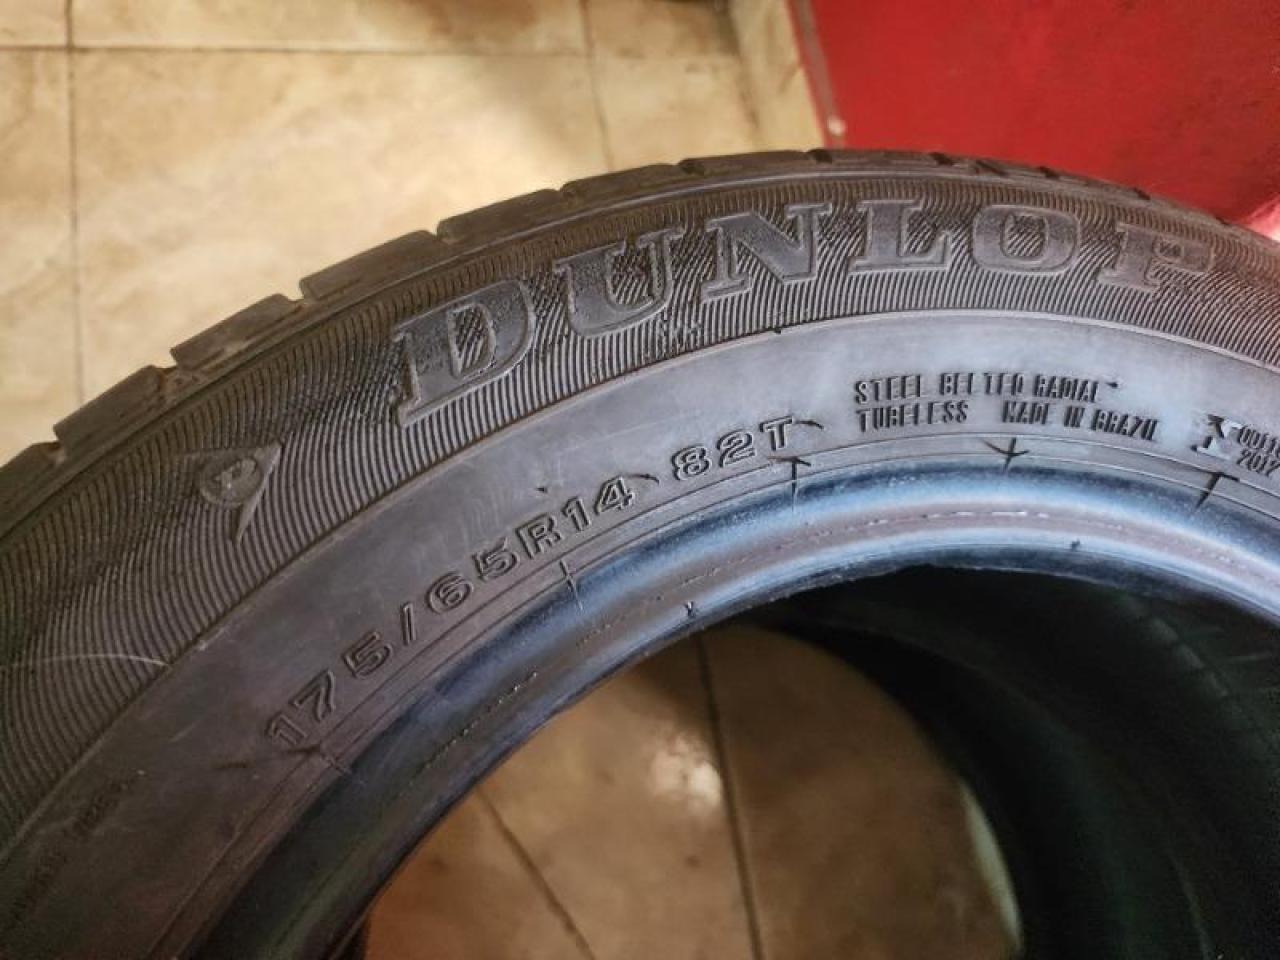 DUNLOP
175/65R14 82T
STEEL BELTED RADIAL
TUBELESS MADE IN BRAZIL